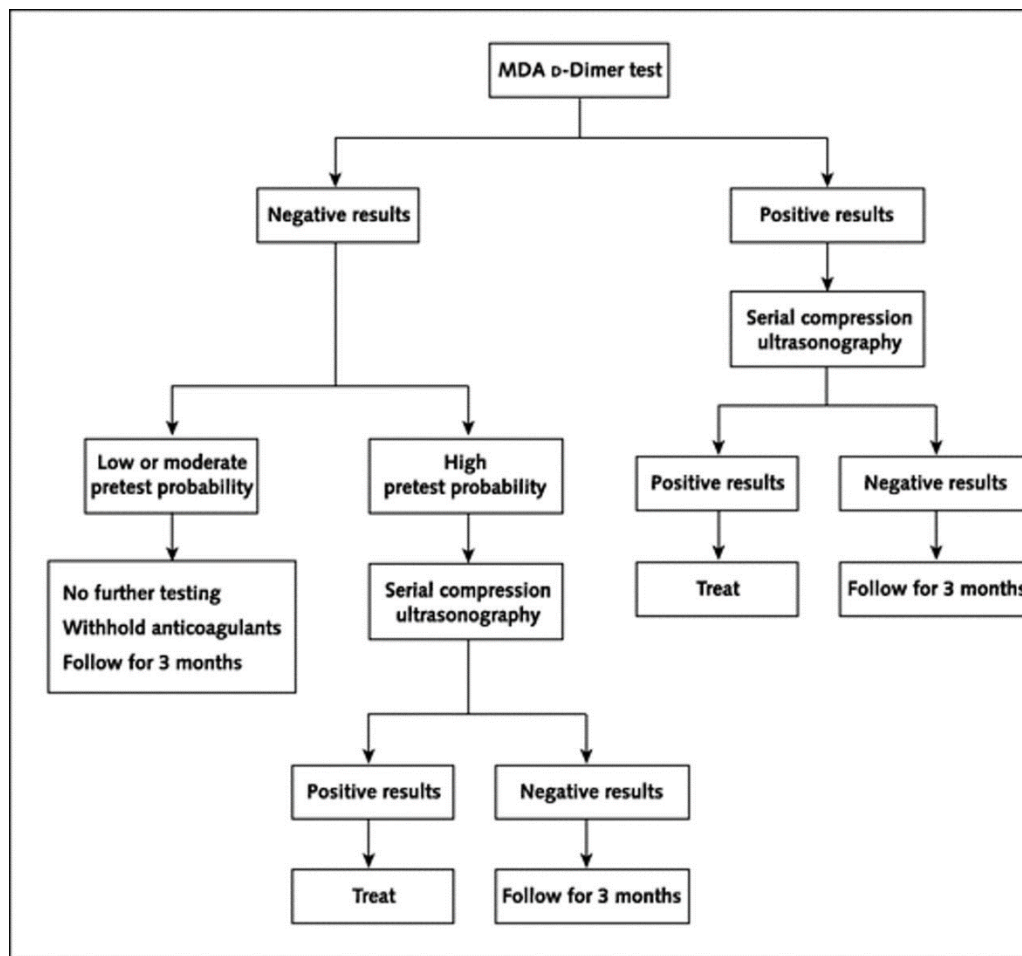 MDA D-Dimer test
Negative results
Positive results
Serial compression
ultrasonography
Low or moderate
pretest probability
High
pretest probability
Positive results
Negative results
No further testing
Withhold anticoagulants
Follow for 3 months
Serial compression
ultrasonography
Treat
Follow for 3 months
Positive results
Negative results
Treat
Follow for 3 months